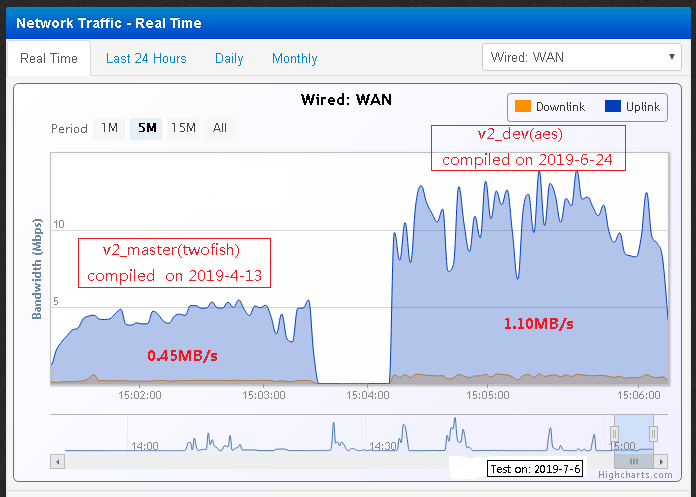 Network Traffic - Real Time
Real Time
Last 24 Hours
Daily
Monthly
Wired: WAN
Wired: WAN
Downlink
Uplink
Period
1M
5M
15M
All
v2_dev(aes)
compiled on 2019-6-24
v2_master(twofish)
compiled on 2019-4-13
Bandwidth (Mbps)
10
5
1.10MB/s
0.45MB/s
15:02:00
15:03:00
15:04:00
15:05:00
15:06:00
14:00
14:30
15:00
Test on: 2019-7-6
Highcharts.com